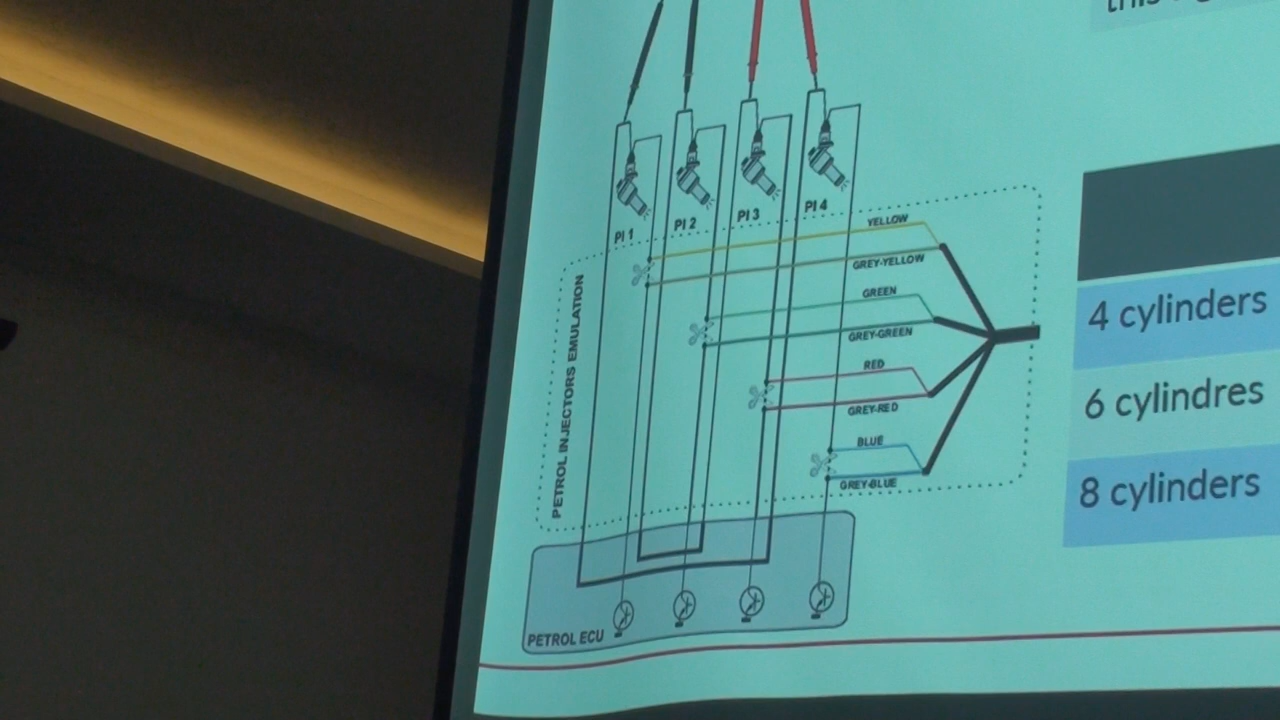 PI 1
PI 2
PI 3
PI 4
YELLOW
GREY-YELLOW
GREEN
GREY-GREEN
RED
GREY-RED
BLUE
GREY-BLUE
PETROL INJECTORS EMULATION
PETROL ECU
this
4 cylinders
6 cylindres
8 cylinders